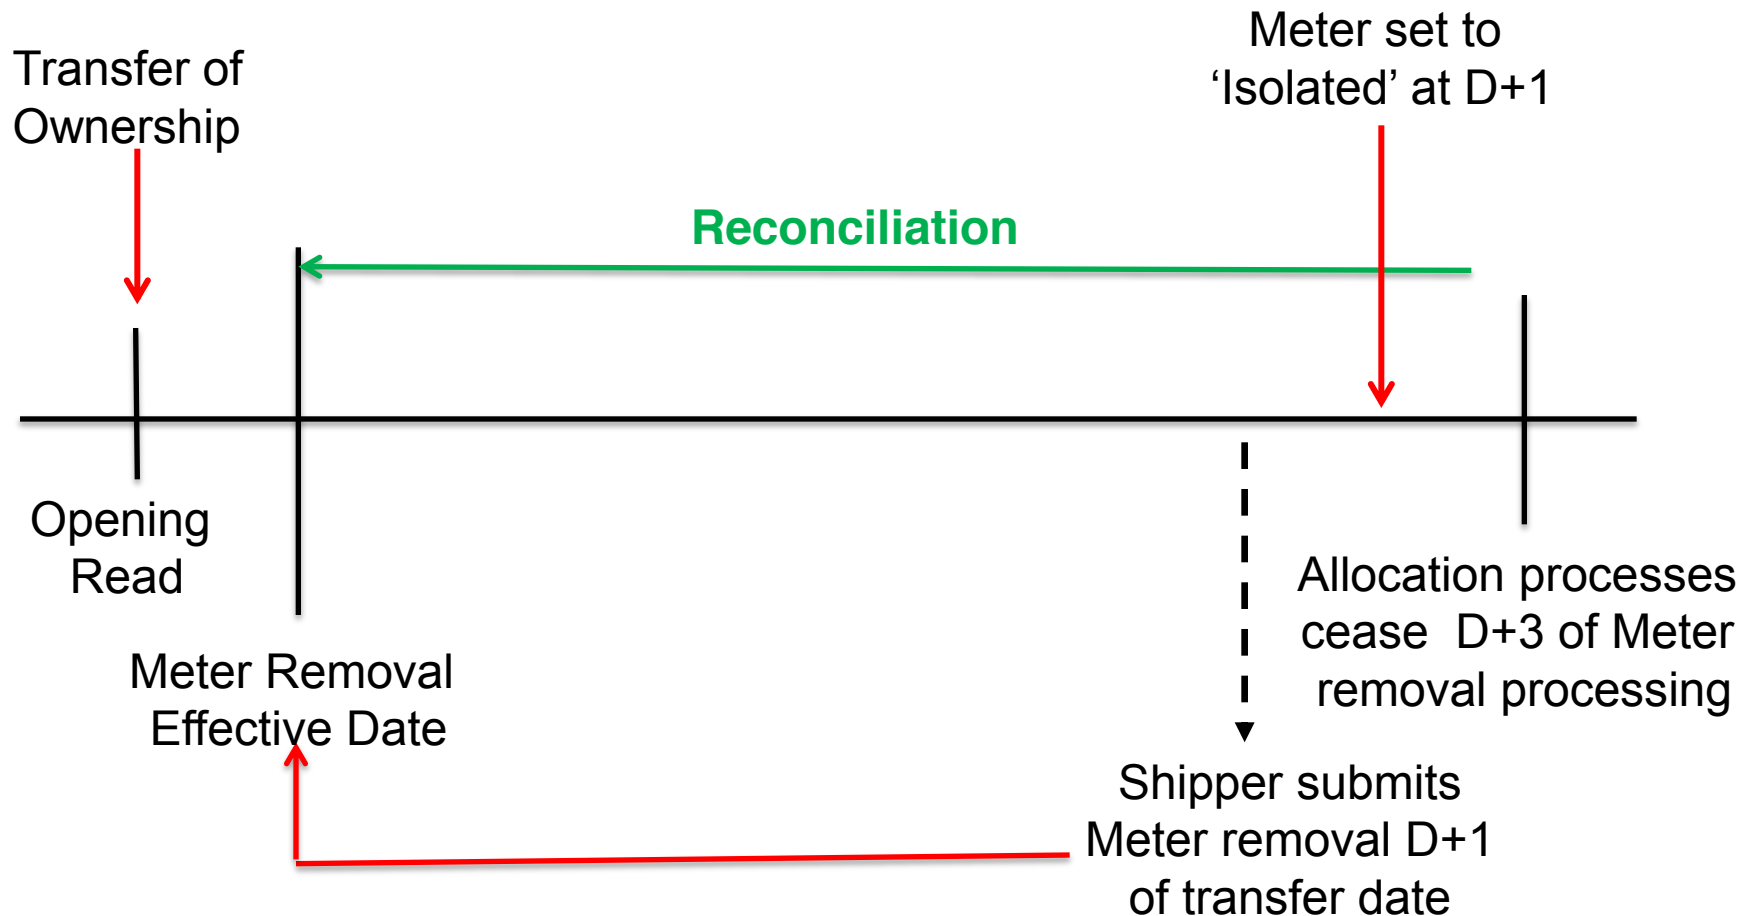 Transfer of
Ownership
Meter set to
‘Isolated’ at D+1
Reconciliation
Opening
Read
Meter Removal
Effective Date
Allocation processes
cease D+3 of Meter
removal processing
Shipper submits
Meter removal D+1
of transfer date